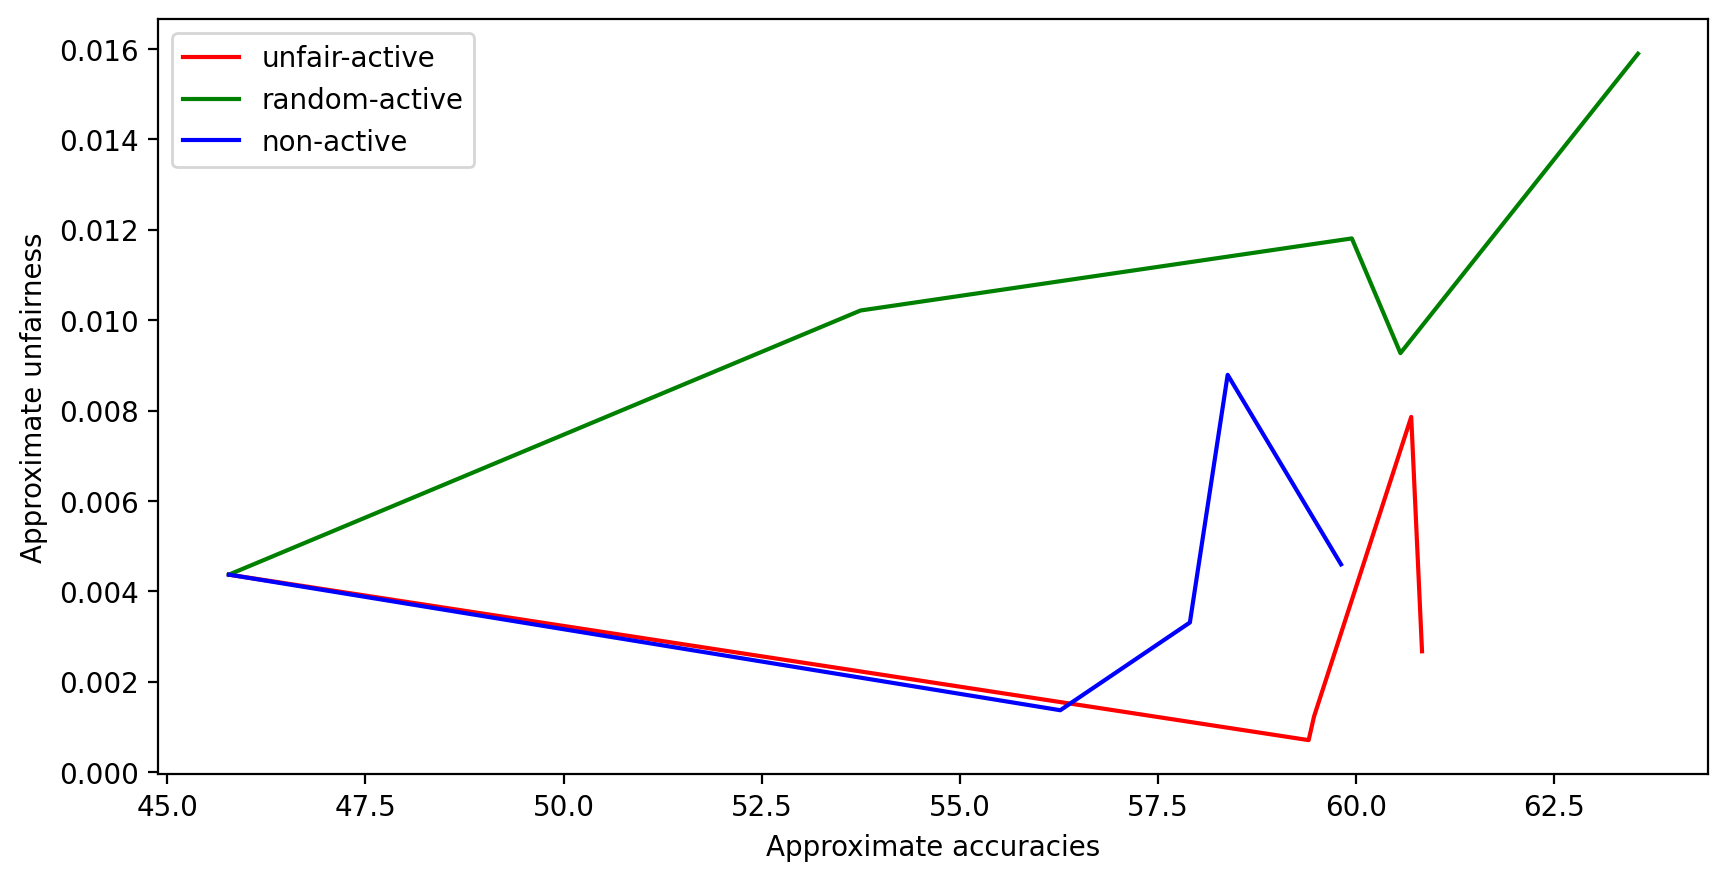 unfair-active
random-active
non-active
0.016
0.014
0.012
0.010
0.008
0.006
0.004
0.002
0.000
Approximate unfairness
45.0 47.5 50.0 52.5 55.0 57.5 60.0 62.5
Approximate accuracies